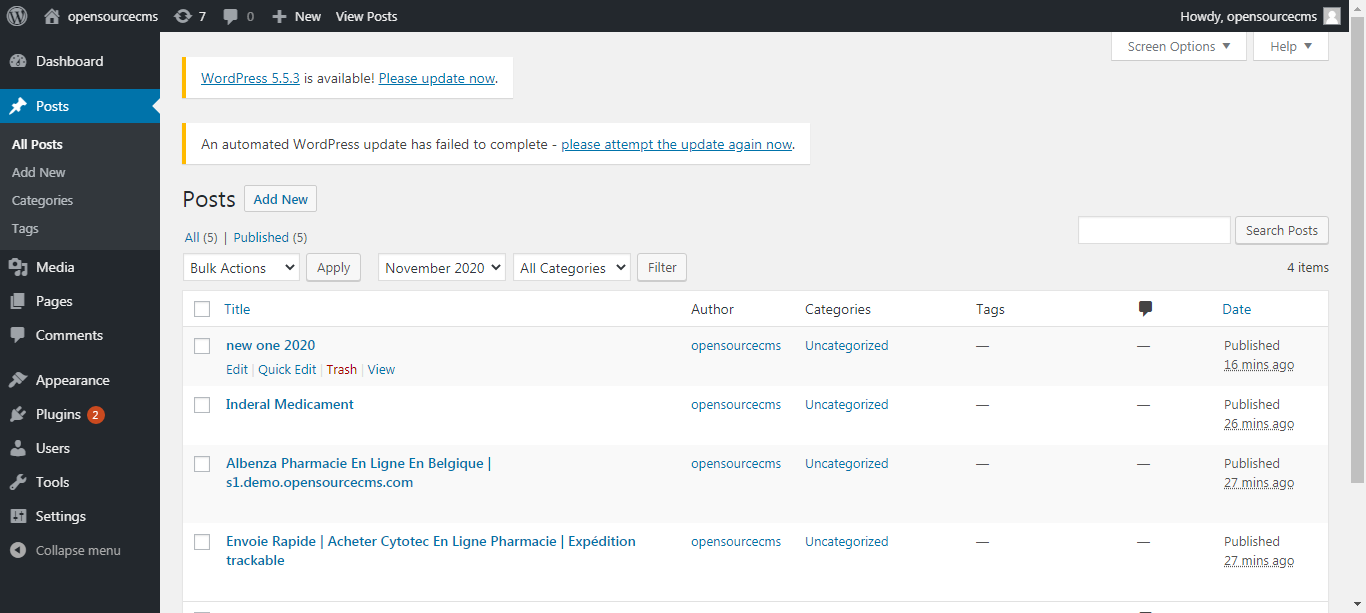 opensourcecms 7 0 New View Posts Howdy, opensourcecms
Screen Options Help
Dashboard
Posts
All Posts
Add New
Categories
Tags
Media
Pages
Comments
Appearance
Plugins 2
Users
Tools
Settings
Collapse menu
WordPress 5.5.3 is available! Please update now.
An automated WordPress update has failed to complete - please attempt the update again now.
Posts Add New
All (5) | Published (5)
Search Posts
Bulk Actions Apply November 2020 All Categories Filter 4 items
Title Author Categories Tags Date
new one 2020 opensourcecms Uncategorized — — Published
Edit | Quick Edit | Trash | View 16 mins ago
Inderal Medicament opensourcecms Uncategorized — — Published
26 mins ago
Albenza Pharmacie En Ligne En Belgique | opensourcecms Uncategorized — — Published
s1.demo.opensourcecms.com 27 mins ago
Envoie Rapide | Acheter Cytotec En Ligne Pharmacie | Expédition opensourcecms Uncategorized — — Published
trackable 27 mins ago